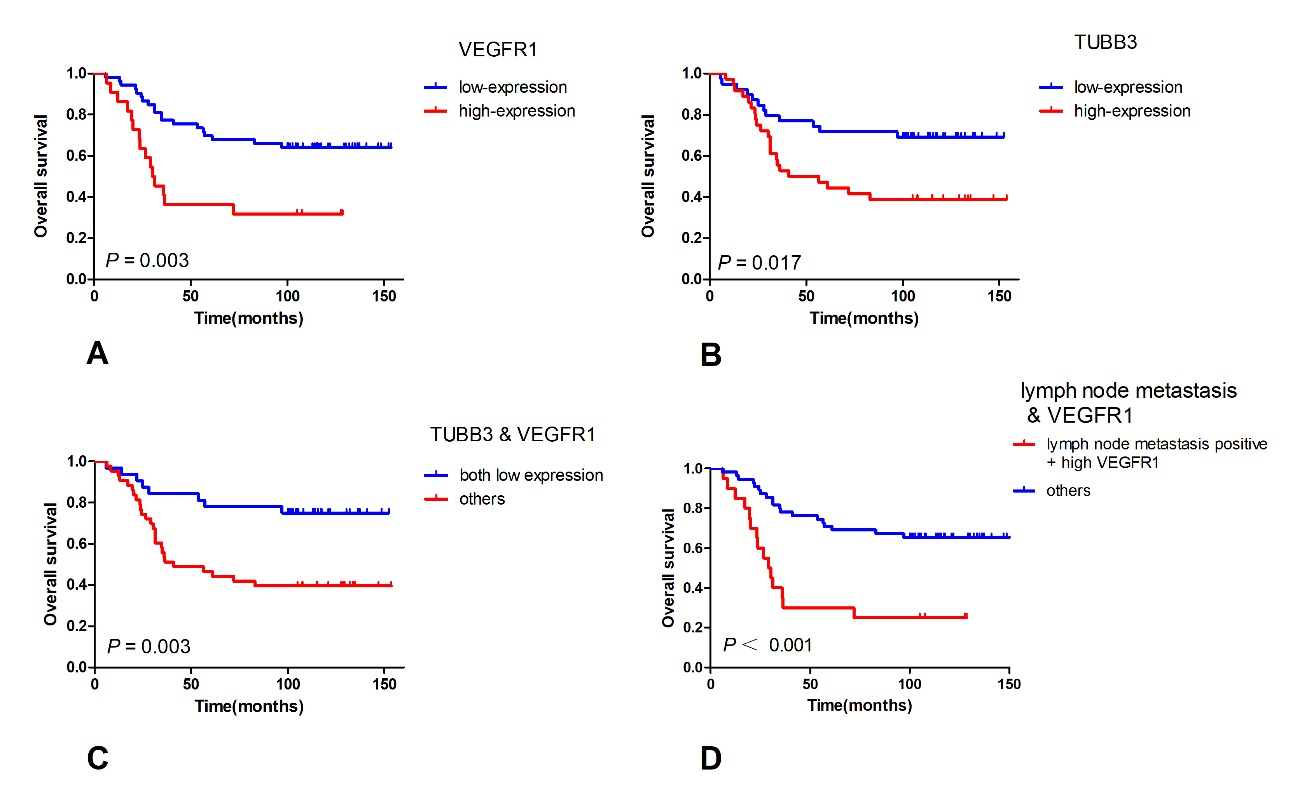 VEGFR1
low-expression
high-expression
1.0
0.8
0.6
0.4
0.2
0.0
Overall survival
P = 0.003
0 50 100 150
Time(months)
A
TUBB3
low-expression
high-expression
1.0
0.8
0.6
0.4
0.2
0.0
Overall survival
P = 0.017
0 50 100 150
Time(months)
B
TUBB3 & VEGFR1
both low expression
others
1.0
0.8
0.6
0.4
0.2
0.0
Overall survival
P = 0.003
0 50 100 150
Time(months)
C
lymph node metastasis
& VEGFR1
lymph node metastasis positive
+ high VEGFR1
others
1.0
0.8
0.6
0.4
0.2
0.0
Overall survival
P < 0.001
0 50 100 150
Time(months)
D